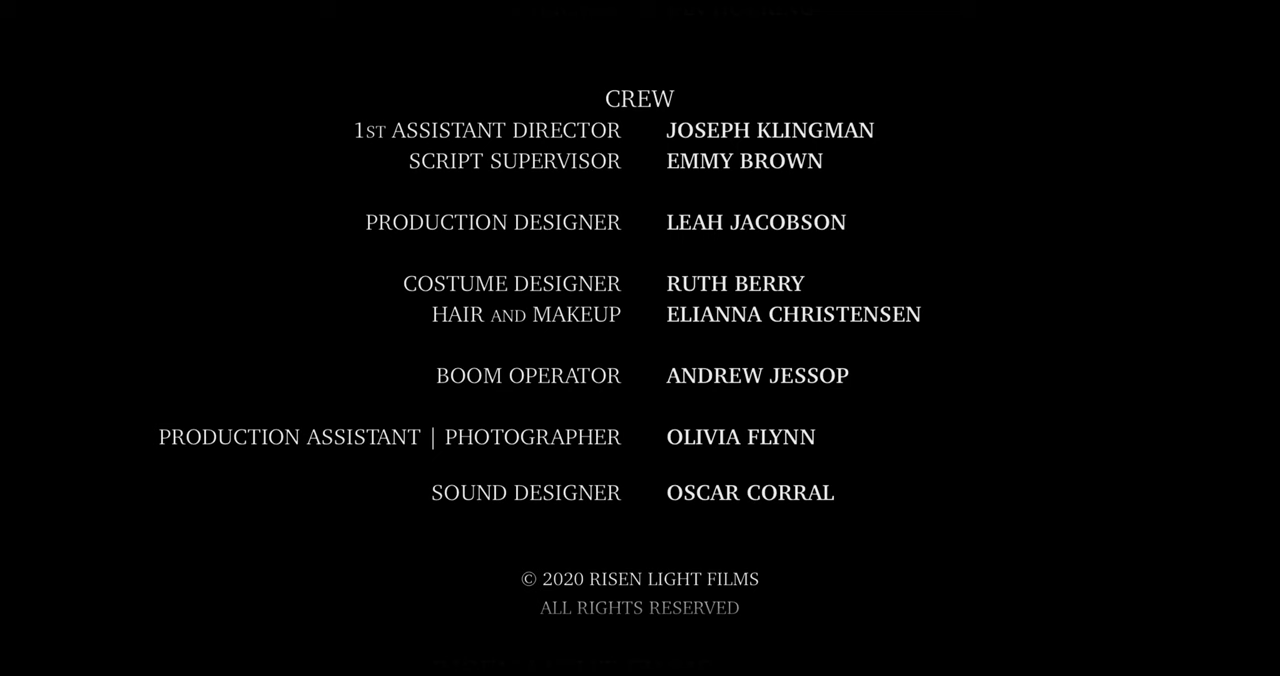 CREW
1ST ASSISTANT DIRECTOR JOSEPH KLINGMAN
SCRIPT SUPERVISOR EMMY BROWN
PRODUCTION DESIGNER LEAH JACOBSON
COSTUME DESIGNER RUTH BERRY
HAIR AND MAKEUP ELIANNA CHRISTENSEN
BOOM OPERATOR ANDREW JESSOP
PRODUCTION ASSISTANT | PHOTOGRAPHER OLIVIA FLYNN
SOUND DESIGNER OSCAR CORRAL
© 2020 RISEN LIGHT FILMS
ALL RIGHTS RESERVED